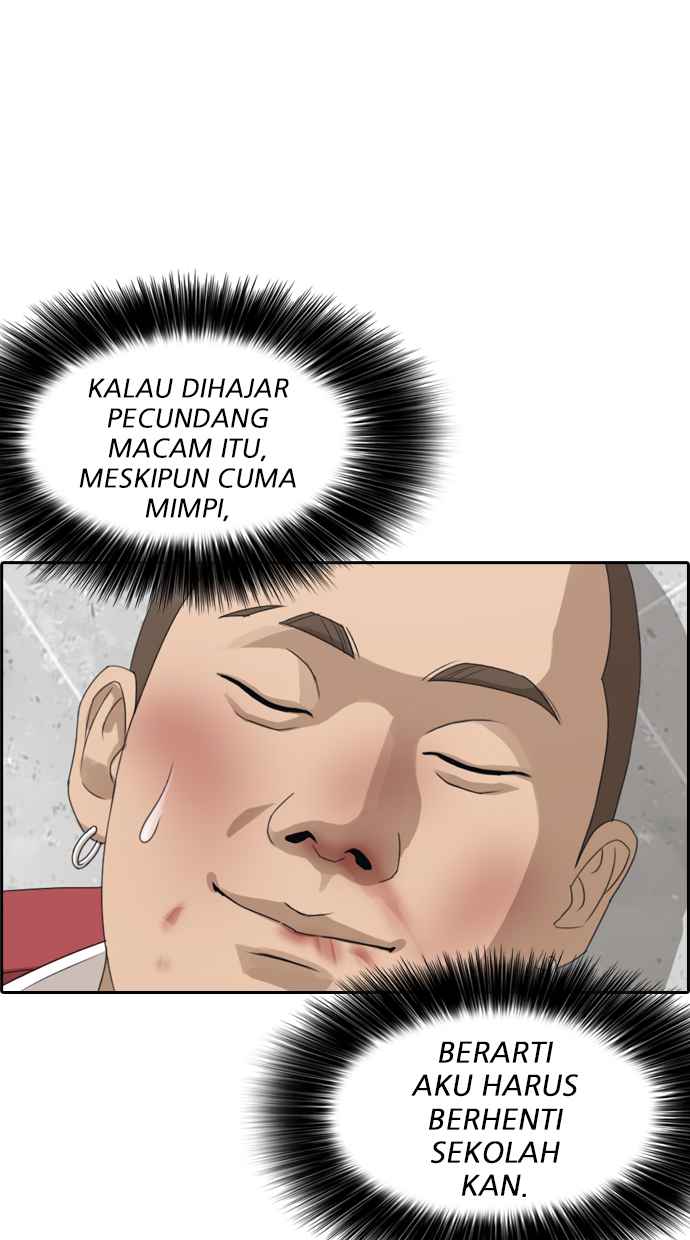 KALAU DIHAJAR
PECUNDANG
MACAM ITU,
MESKIPUN CUMA
MIMPI,
BERARTI
AKU HARUS
BERHENTI
SEKOLAH
KAN.